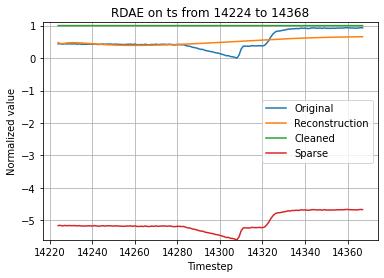 RDAE on ts from 14224 to 14368
Normalized value
1
0
−1
−2
−3
−4
−5
Original
Reconstruction
Cleaned
Sparse
14220 14240 14260 14280 14300 14320 14340 14360
Timestep